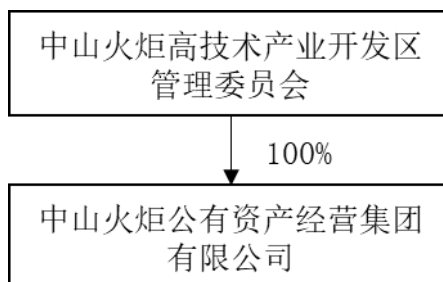 中山火炬高技术产业开发区
管理委员会
100%
中山火炬公有资产经营集团
有限公司